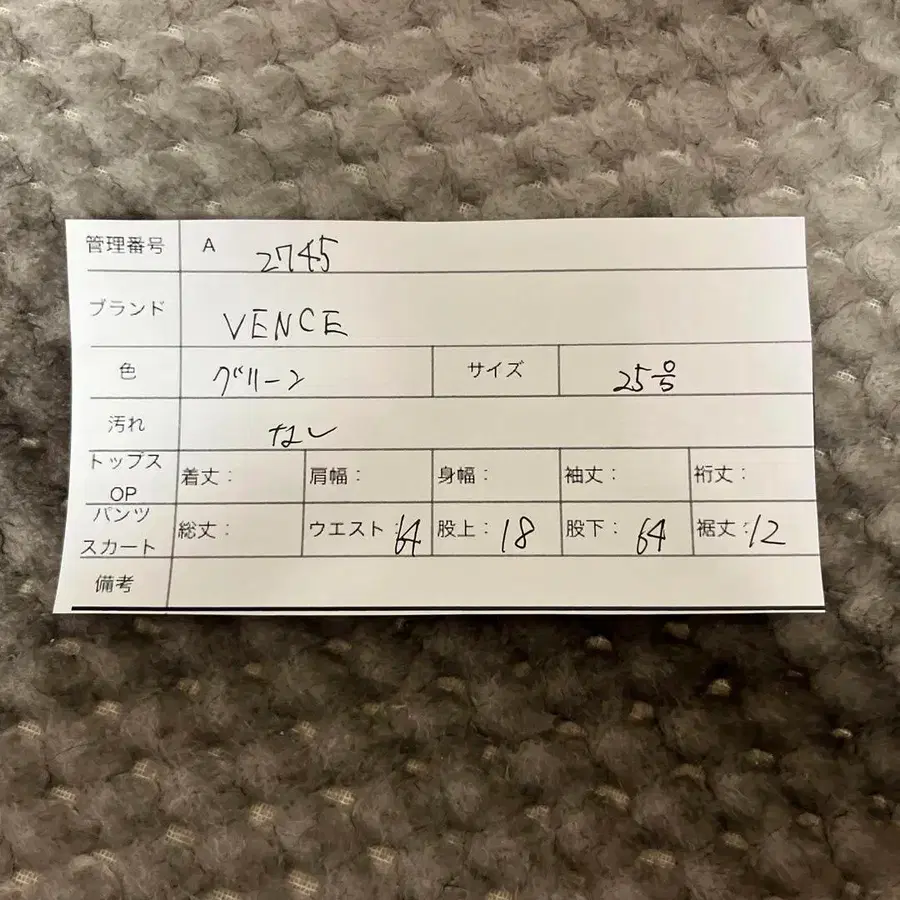 管理番号 A 2745
ブランド VENCE
色 グリーン サイズ 25号
汚れ なし
トップス OP 着丈： 肩幅： 身幅： 袖丈： 裄丈：
パンツ スカート 総丈： ウエスト：64 股上：18 股下：64 裾丈：12
備考